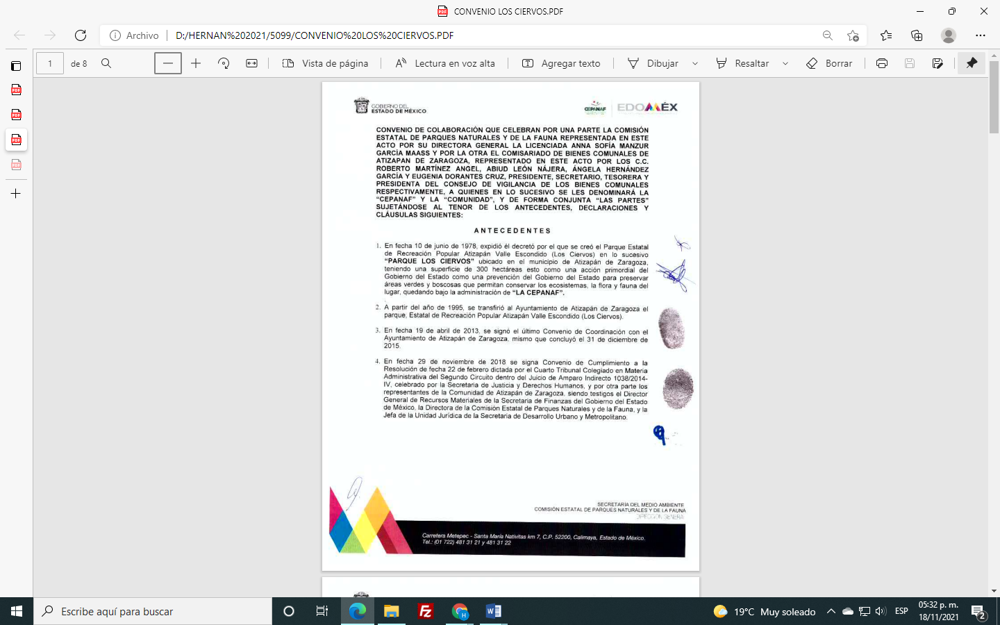 CONVENIO LOS CIERVOS.PDF
Archivo
D:/HERNAN%202021/5099/CONVENIO%20LOS%20CIERVOS.PDF
1
de 8
Vista de página
Lectura en voz alta
Agregar texto
Dibujar
Resaltar
Borrar
GOBIERNO DEL
ESTADO DE MÉXICO
CEPANAF
EDOMÉX
CONVENIO DE COLABORACIÓN QUE CELEBRAN POR UNA PARTE LA COMISIÓN
ESTATAL DE PARQUES NATURALES Y DE LA FAUNA REPRESENTADA EN ESTE
ACTO POR SU DIRECTORA GENERAL LA LICENCIADA ANNA SOFÍA MANZUR
GARCÍA MAASS Y POR LA OTRA EL COMISARIADO DE BIENES COMUNALES DE
ATIZAPAN DE ZARAGOZA, REPRESENTADO EN ESTE ACTO POR LOS C.C.
ROBERTO MARTÍNEZ ANGEL, ABIUD LEÓN NÁJERA, ÁNGELA HERNÁNDEZ
GARCÍA Y EUGENIA DORANTES CRUZ, PRESIDENTE, SECRETARIO, TESORERA Y
PRESIDENTA DEL CONSEJO DE VIGILANCIA DE LOS BIENES COMUNALES
RESPECTIVAMENTE, A QUIENES EN LO SUCESIVO SE LES DENOMINARÁ LA
“CEPANAF” Y LA “COMUNIDAD”, Y DE FORMA CONJUNTA “LAS PARTES”
SUJETÁNDOSE AL TENOR DE LOS ANTECEDENTES, DECLARACIONES Y
CLÁUSULAS SIGUIENTES:
A N T E C E D E N T E S
1. En fecha 10 de junio de 1978, expidió él decretó por el que se creó el Parque Estatal
de Recreación Popular Atizapán Valle Escondido (Los Ciervos) en lo sucesivo
“PARQUE LOS CIERVOS” ubicado en el municipio de Atizapán de Zaragoza,
teniendo una superficie de 300 hectáreas esto como una acción primordial del
Gobierno del Estado como una prevención del Gobierno del Estado para preservar
áreas verdes y boscosas que permitan conservar los ecosistemas, la flora y fauna del
lugar, quedando bajo la administración de “LA CEPANAF”.
2. A partir del año de 1995, se transfirió al Ayuntamiento de Atizapán de Zaragoza el
parque, Estatal de Recreación Popular Atizapán Valle Escondido (Los Ciervos).
3. En fecha 19 de abril de 2013, se signó el último Convenio de Coordinación con el
Ayuntamiento de Atizapán de Zaragoza, mismo que concluyó el 31 de diciembre de
2015.
4. En fecha 29 de noviembre de 2018 se signa Convenio de Cumplimiento a la
Resolución de fecha 22 de febrero dictada por el Cuarto Tribunal Colegiado en Materia
Administrativa del Segundo Circuito dentro del Juicio de Amparo Indirecto 1038/2014-
IV, celebrado por la Secretaria de Justicia y Derechos Humanos, y por otra parte los
representantes de la Comunidad de Atizapán de Zaragoza, siendo testigos el Director
General de Recursos Materiales de la Secretaria de Finanzas del Gobierno del Estado
de México, la Directora de la Comisión Estatal de Parques Naturales y de la Fauna, y la
Jefa de la Unidad Jurídica de la Secretaria de Desarrollo Urbano y Metropolitano.
SECRETARÍA DEL MEDIO AMBIENTE
COMISIÓN ESTATAL DE PARQUES NATURALES Y DE LA FAUNA
DIRECCIÓN GENERAL
Carretera Metepec - Santa María Nativitas km 7, C.P. 52200, Calimaya, Estado de México.
Tel.: (01 722) 481 31 21 y 481 31 22
Escribe aquí para buscar
19°C Muy soleado
ESP
05:32 p. m.
18/11/2021
2